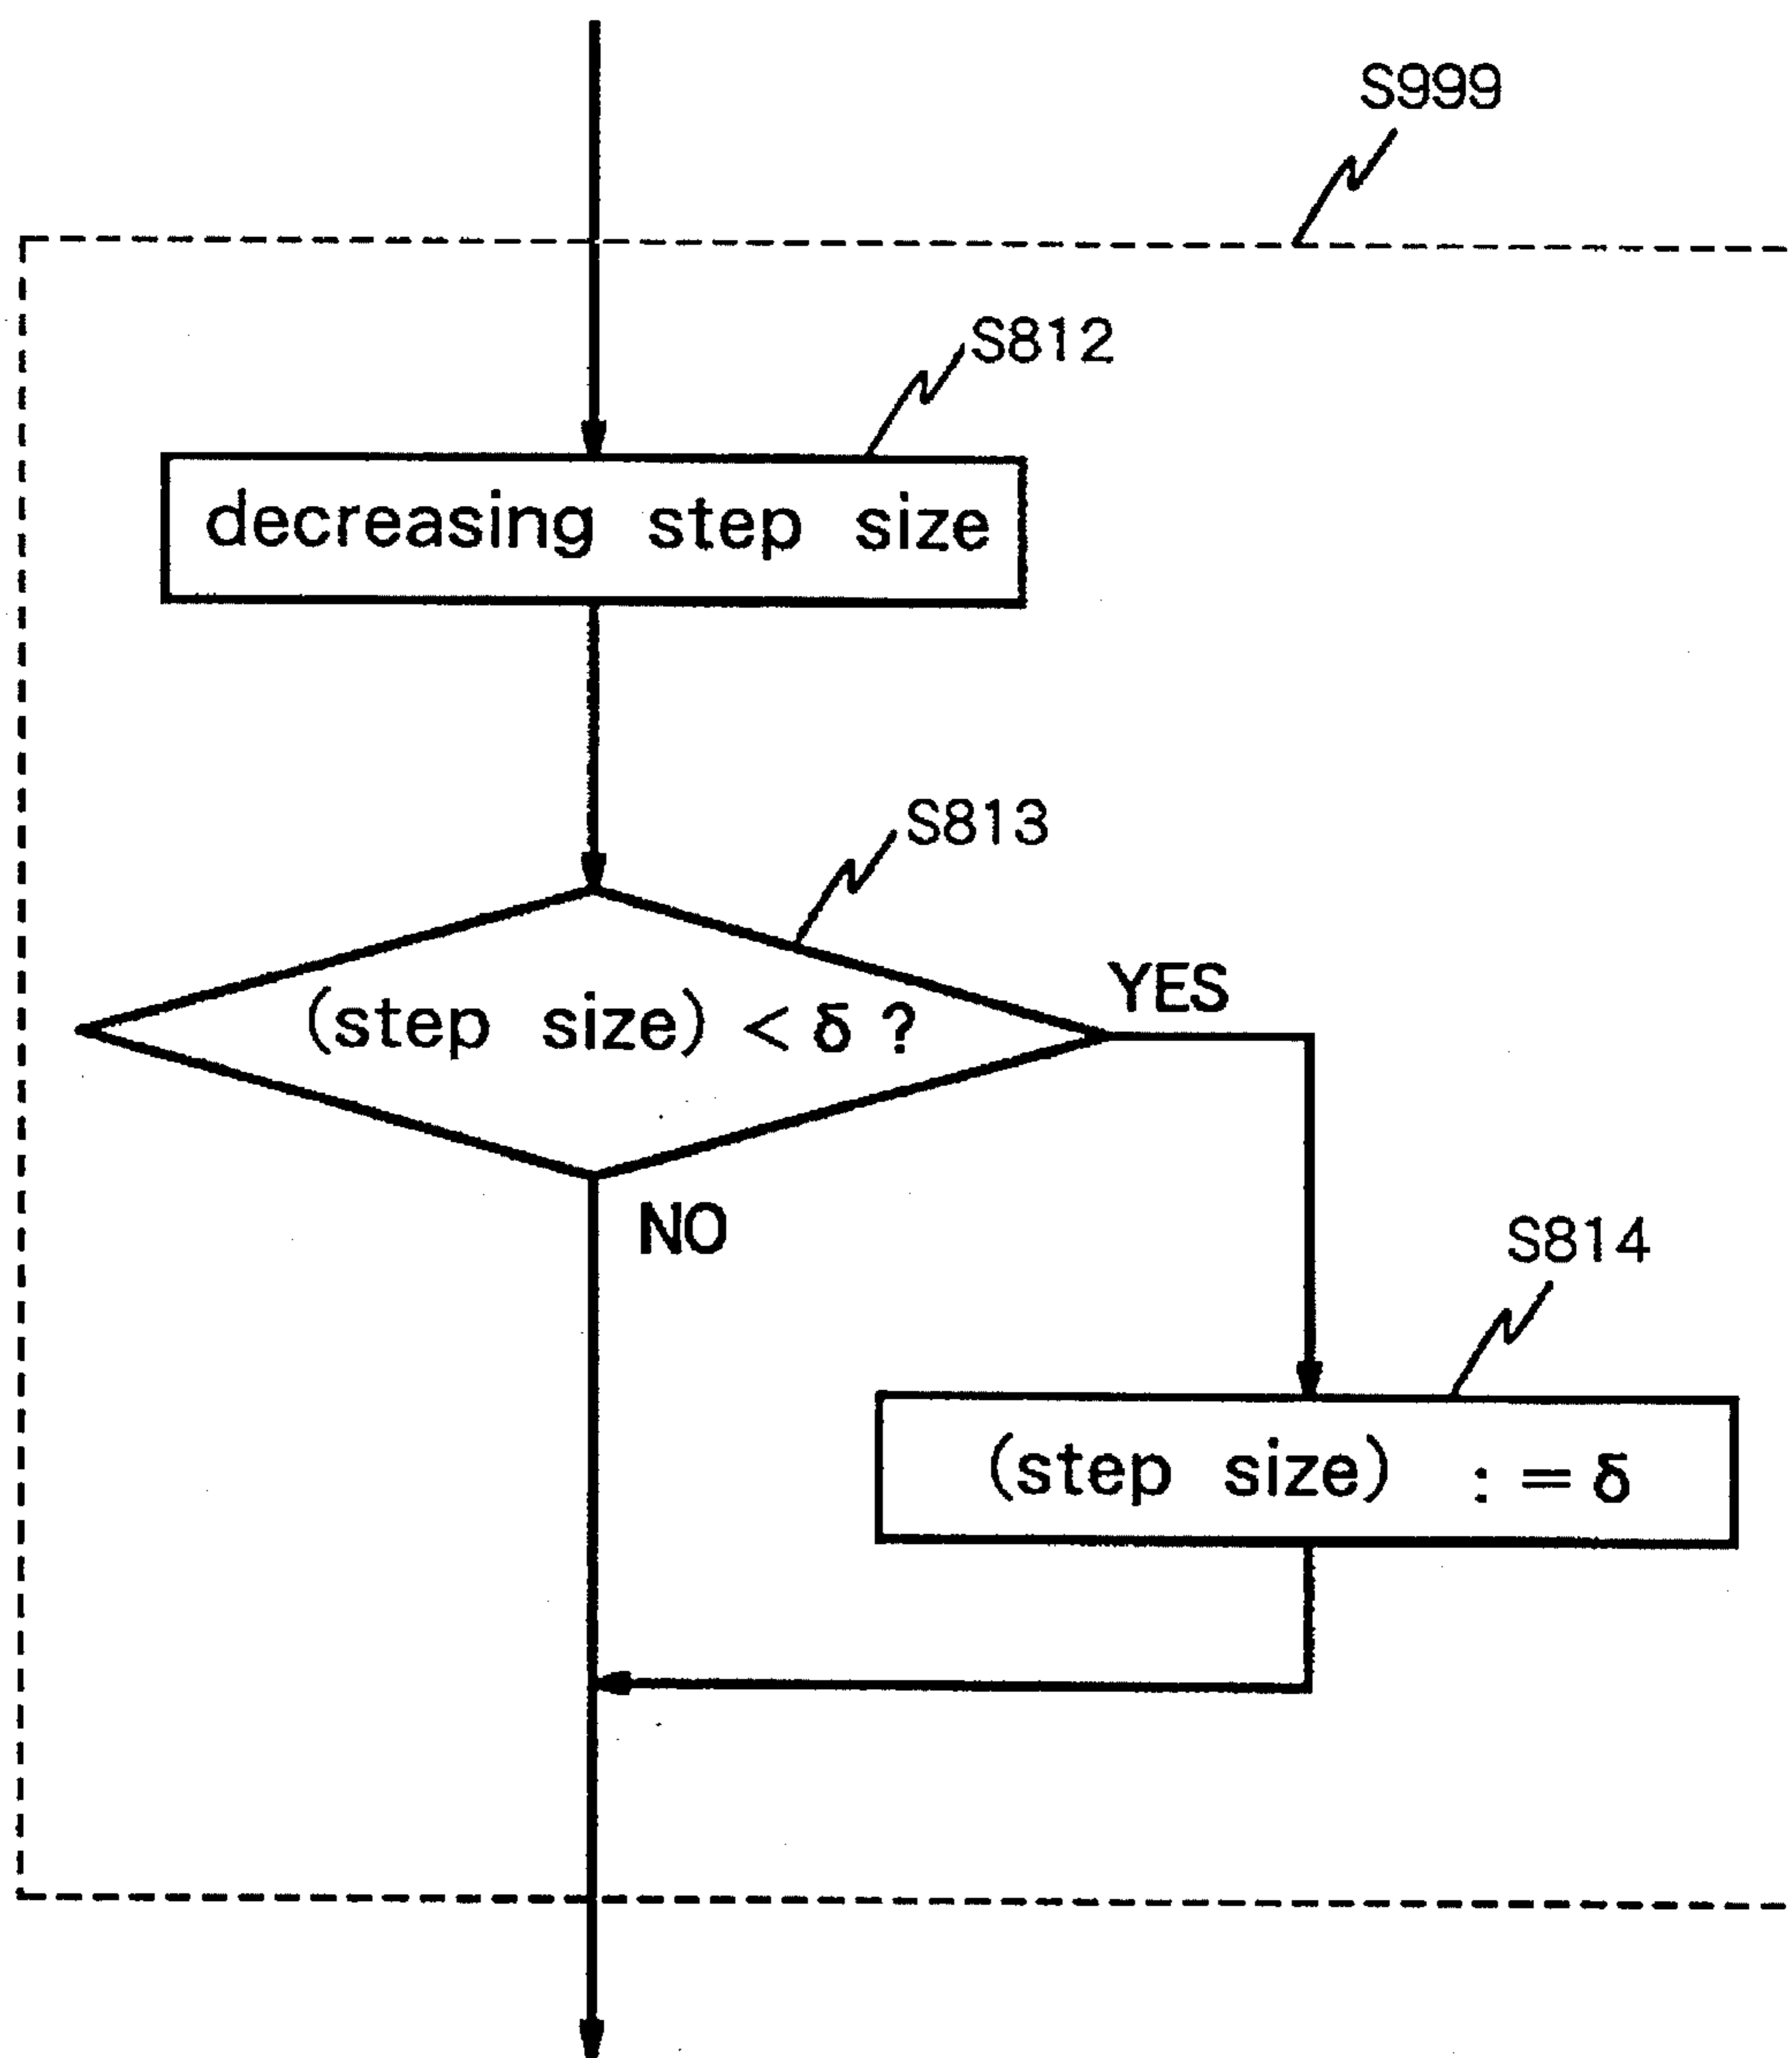 S999
S812
decreasing step size
S813
(step size) < δ ?
YES
NO
S814
(step size) := δ